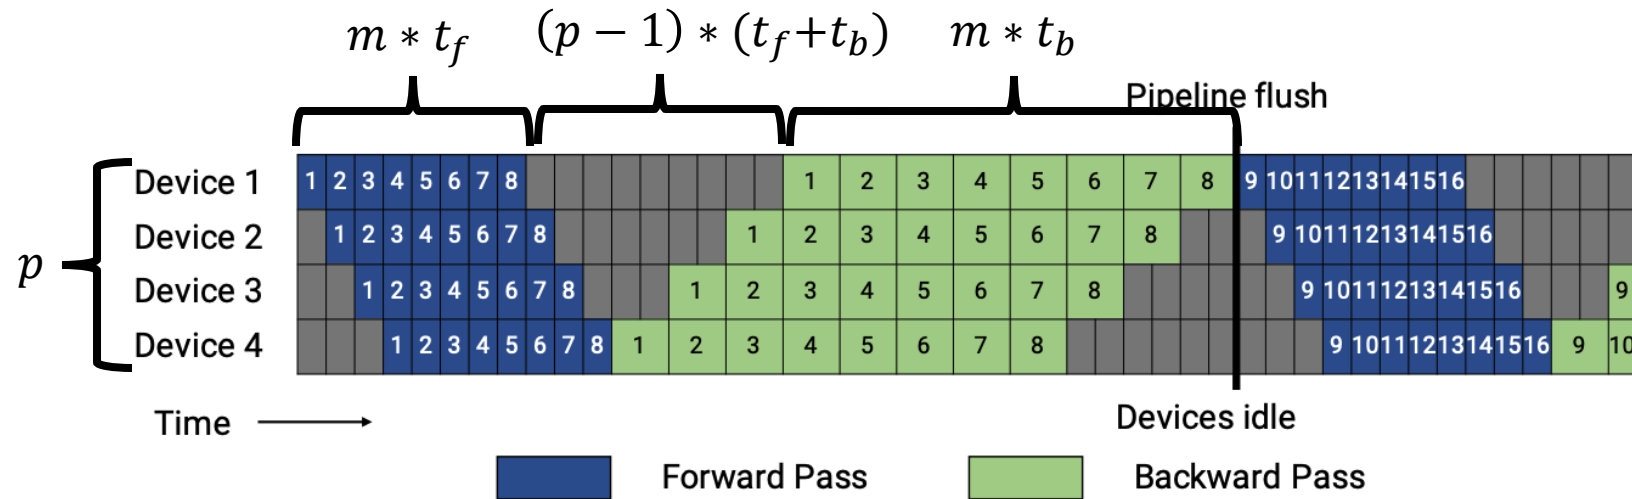 m * t_f (p − 1) * (t_f+t_b) m * t_b
Pipeline flush
p
Device 1 1 2 3 4 5 6 7 8 1 2 3 4 5 6 7 8 9 10 11 12 13 14 15 16
Device 2 1 2 3 4 5 6 7 8 1 2 3 4 5 6 7 8 9 10 11 12 13 14 15 16
Device 3 1 2 3 4 5 6 7 8 1 2 3 4 5 6 7 8 9 10 11 12 13 14 15 16 9
Device 4 1 2 3 4 5 6 7 8 1 2 3 4 5 6 7 8 9 10 11 12 13 14 15 16 9 10
Time
Devices idle
Forward Pass Backward Pass